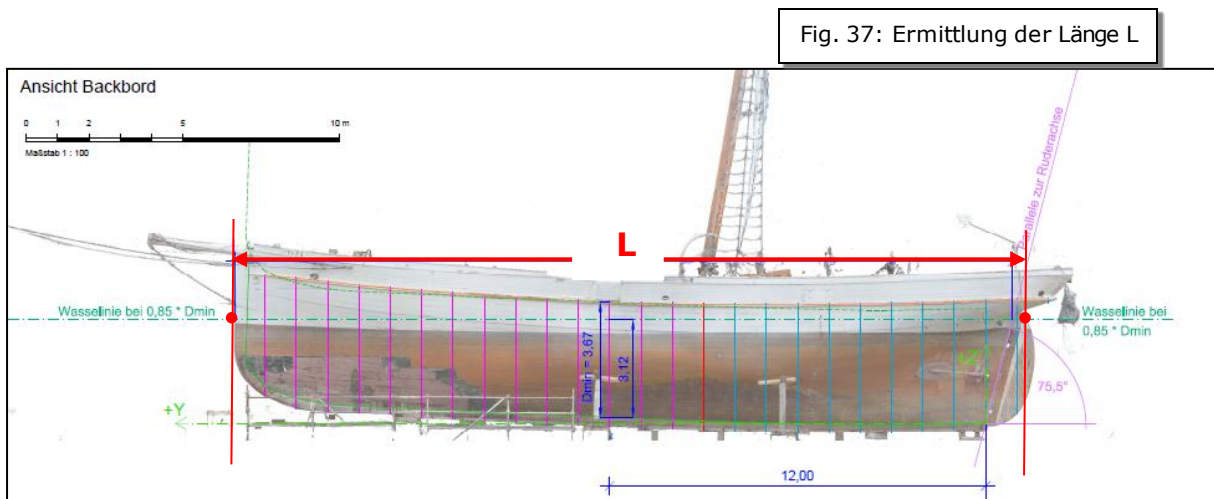 Fig. 37: Ermittlung der Länge L
Ansicht Backbord
0 1 2 5 10 m
Maßstab 1 : 100
Parallele zur Ruderachse
L
Wasselinie bei 0,85 * Dmin
Wasselinie bei
0,85 * Dmin
Dmin = 3,67
3,12
75,5°
+Y
12,00